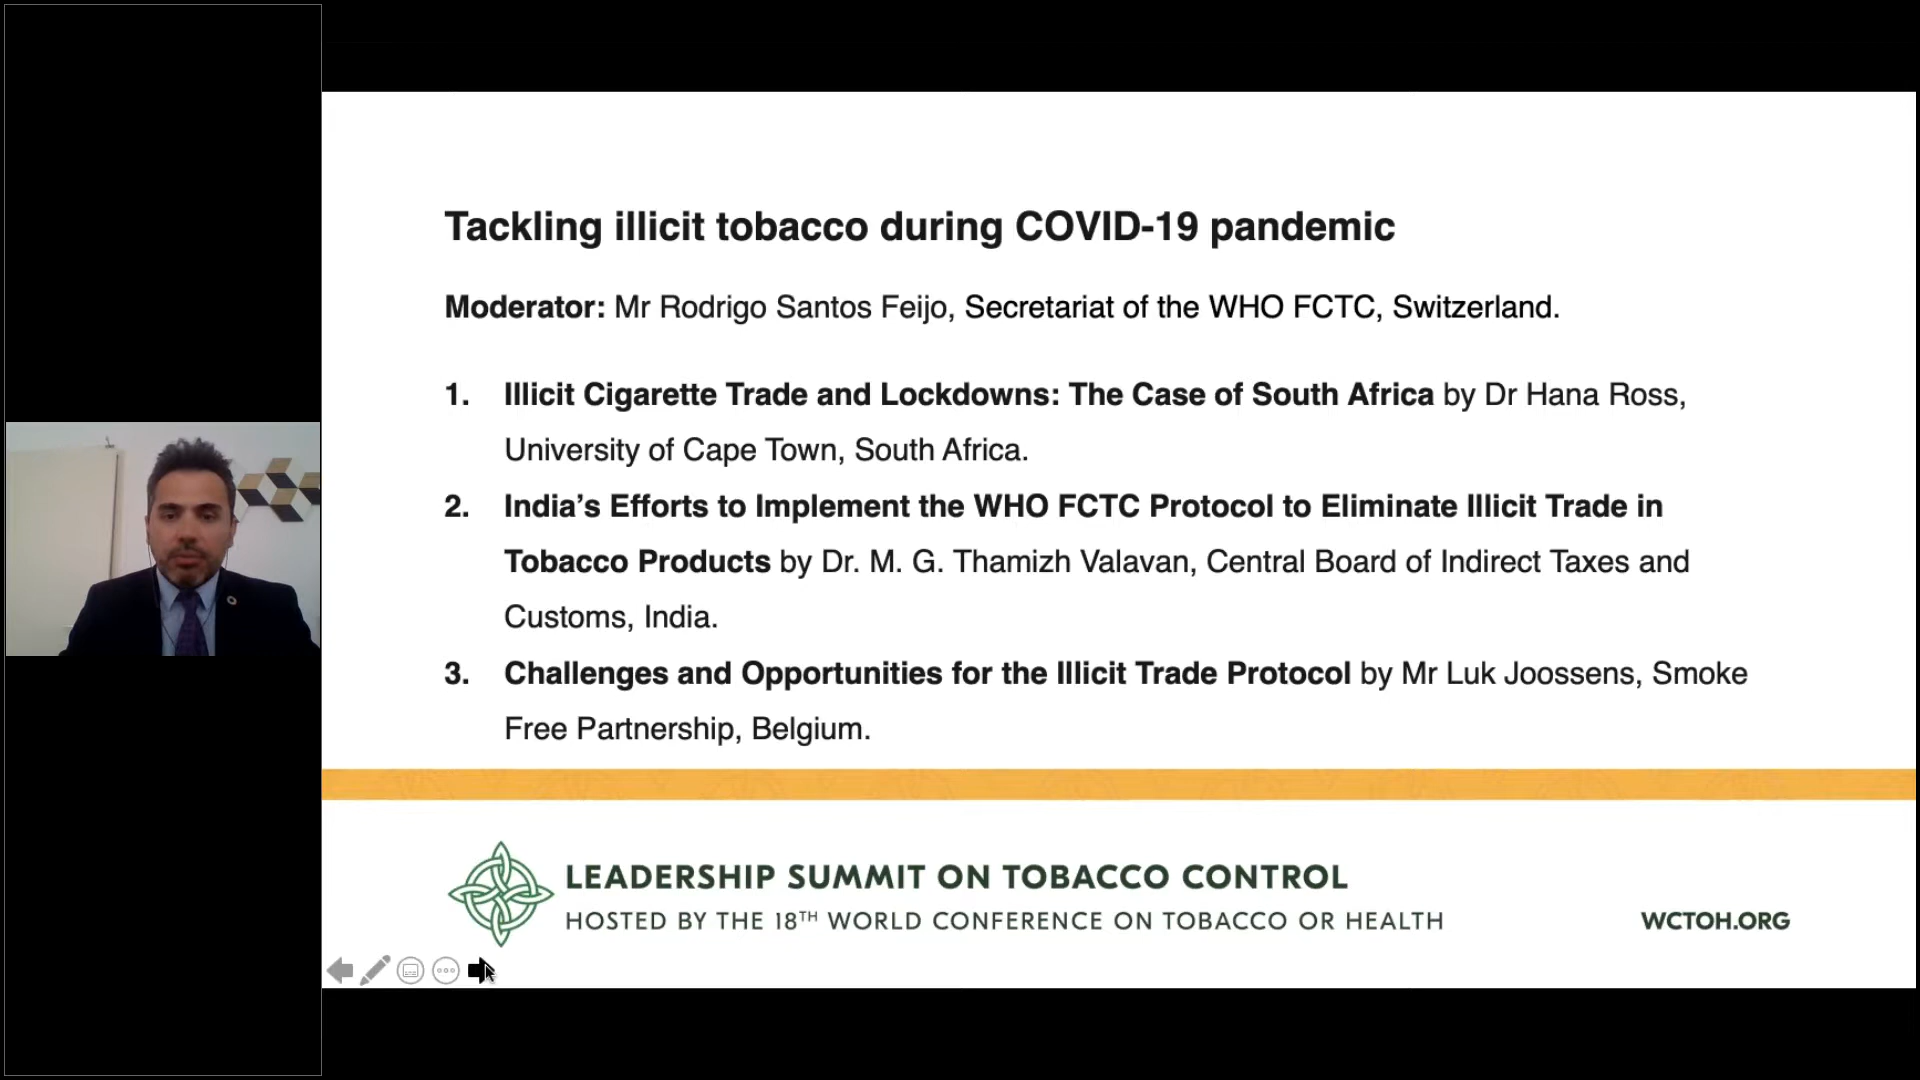 Tackling illicit tobacco during COVID-19 pandemic
Moderator: Mr Rodrigo Santos Feijo, Secretariat of the WHO FCTC, Switzerland.
1. Illicit Cigarette Trade and Lockdowns: The Case of South Africa by Dr Hana Ross,
University of Cape Town, South Africa.
2. India’s Efforts to Implement the WHO FCTC Protocol to Eliminate Illicit Trade in
Tobacco Products by Dr. M. G. Thamizh Valavan, Central Board of Indirect Taxes and
Customs, India.
3. Challenges and Opportunities for the Illicit Trade Protocol by Mr Luk Joossens, Smoke
Free Partnership, Belgium.
LEADERSHIP SUMMIT ON TOBACCO CONTROL
HOSTED BY THE 18TH WORLD CONFERENCE ON TOBACCO OR HEALTH
WCTOH.ORG